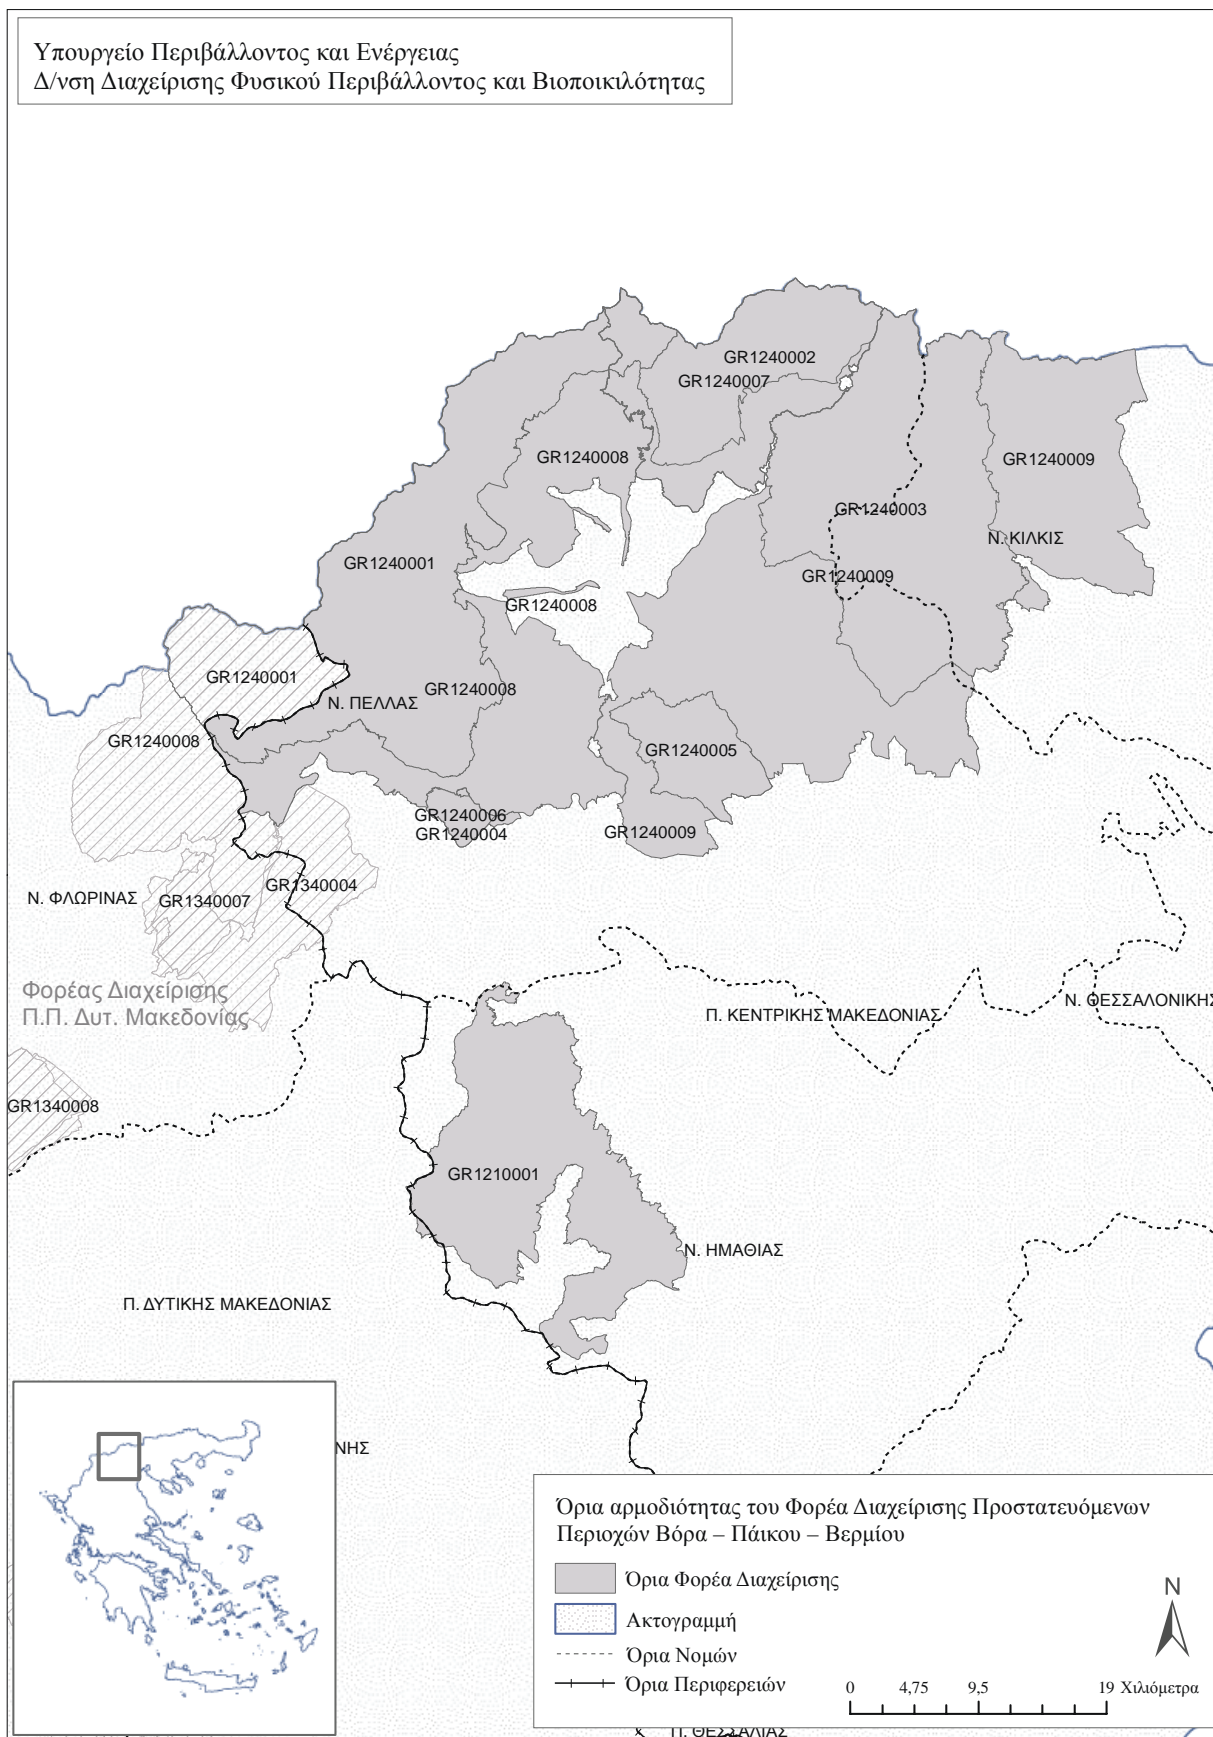 Υπουργείο Περιβάλλοντος και Ενέργειας
Δ/νση Διαχείρισης Φυσικού Περιβάλλοντος και Βιοποικιλότητας
GR1240002
GR1240007
GR1240008
GR1240009
GR1240003
Ν. ΚΙΛΚΙΣ
GR1240001
GR1240009
GR1240008
GR1240001
GR1240008
Ν. ΠΕΛΛΑΣ
GR1240008
GR1240005
GR1240006
GR1240004
GR1240009
GR1340004
Ν. ΦΛΩΡΙΝΑΣ
GR1340007
Φορέας Διαχείρισης
Π.Π. Δυτ. Μακεδονίας
Ν. ΘΕΣΣΑΛΟΝΙΚΗΣ
Π. ΚΕΝΤΡΙΚΗΣ ΜΑΚΕΔΟΝΙΑΣ
GR1340008
GR1210001
Ν. ΗΜΑΘΙΑΣ
Π. ΔΥΤΙΚΗΣ ΜΑΚΕΔΟΝΙΑΣ
ΝΗΣ
Όρια αρμοδιότητας του Φορέα Διαχείρισης Προστατευόμενων
Περιοχών Βόρα – Πάικου – Βερμίου
Όρια Φορέα Διαχείρισης
Ακτογραμμή
Όρια Νομών
Όρια Περιφερειών
N
0 4,75 9,5 19 Χιλιόμετρα
Π. ΘΕΣΣΑΛΙΑΣ